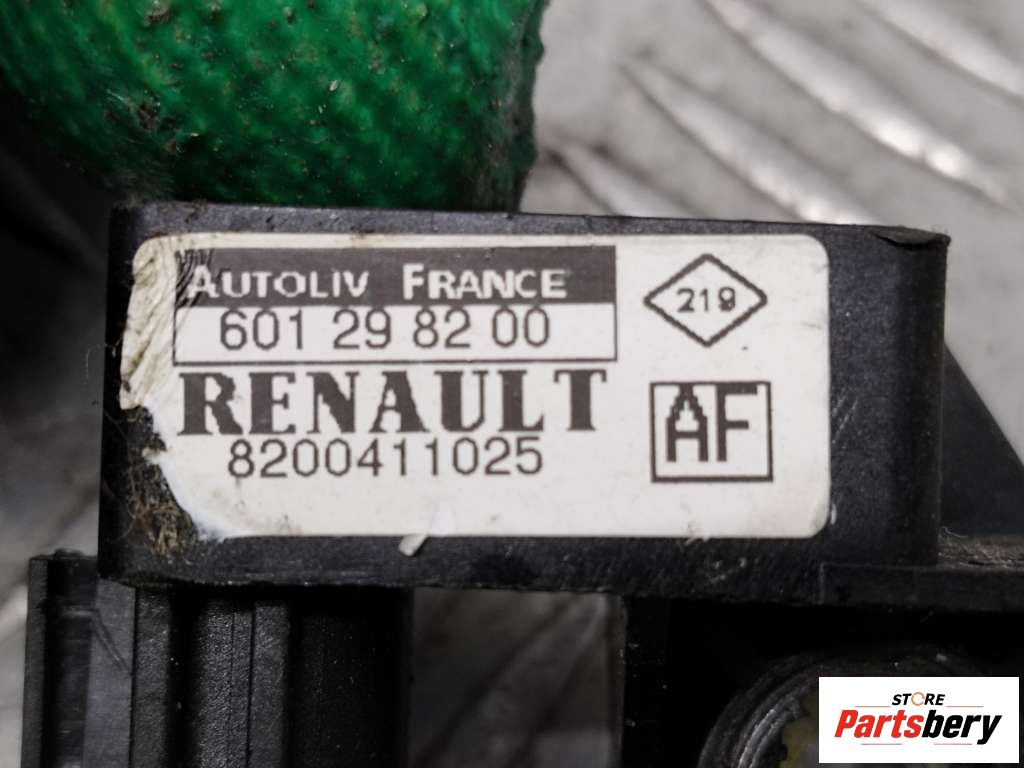 AUTOLIV FRANCE
601 29 82 00
219
RENAULT
8200411025
AF
STORE
Partsbery